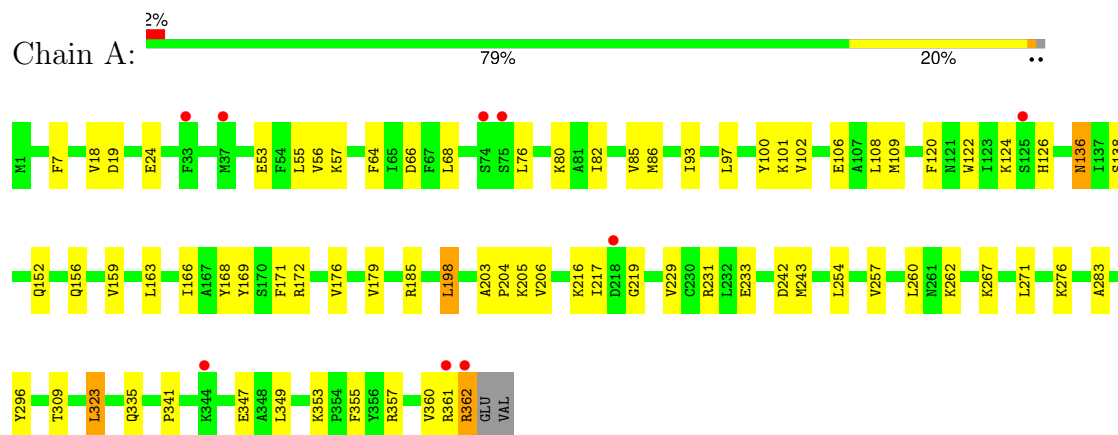 2%
Chain A:
79% 20% ••
M1 F7 V18 D19 E24 F33 M37 E53 F54 L55 V56 K57 F64 I65 D66 F67 L68 S74 S75 L76 K80 A81 I82 V85 M86 I93 L97 Y100 K101 V102 E106 A107 L108 M109 F120 N121 W122 I123 K124 S125 H126 N136 I137 S138
Q152 Q156 V159 L163 I166 A167 Y168 Y169 S170 F171 R172 V176 V179 R185 L198 A203 P204 K205 V206 K216 I217 D218 G219 V229 C230 R231 L232 E233 D242 M243 L254 V257 L260 N261 K262 K267 L271 K276 A283
Y296 T309 L323 Q335 P341 K344 E347 A348 L349 K353 P354 F355 Y356 R357 V360 R361 R362 GLU VAL